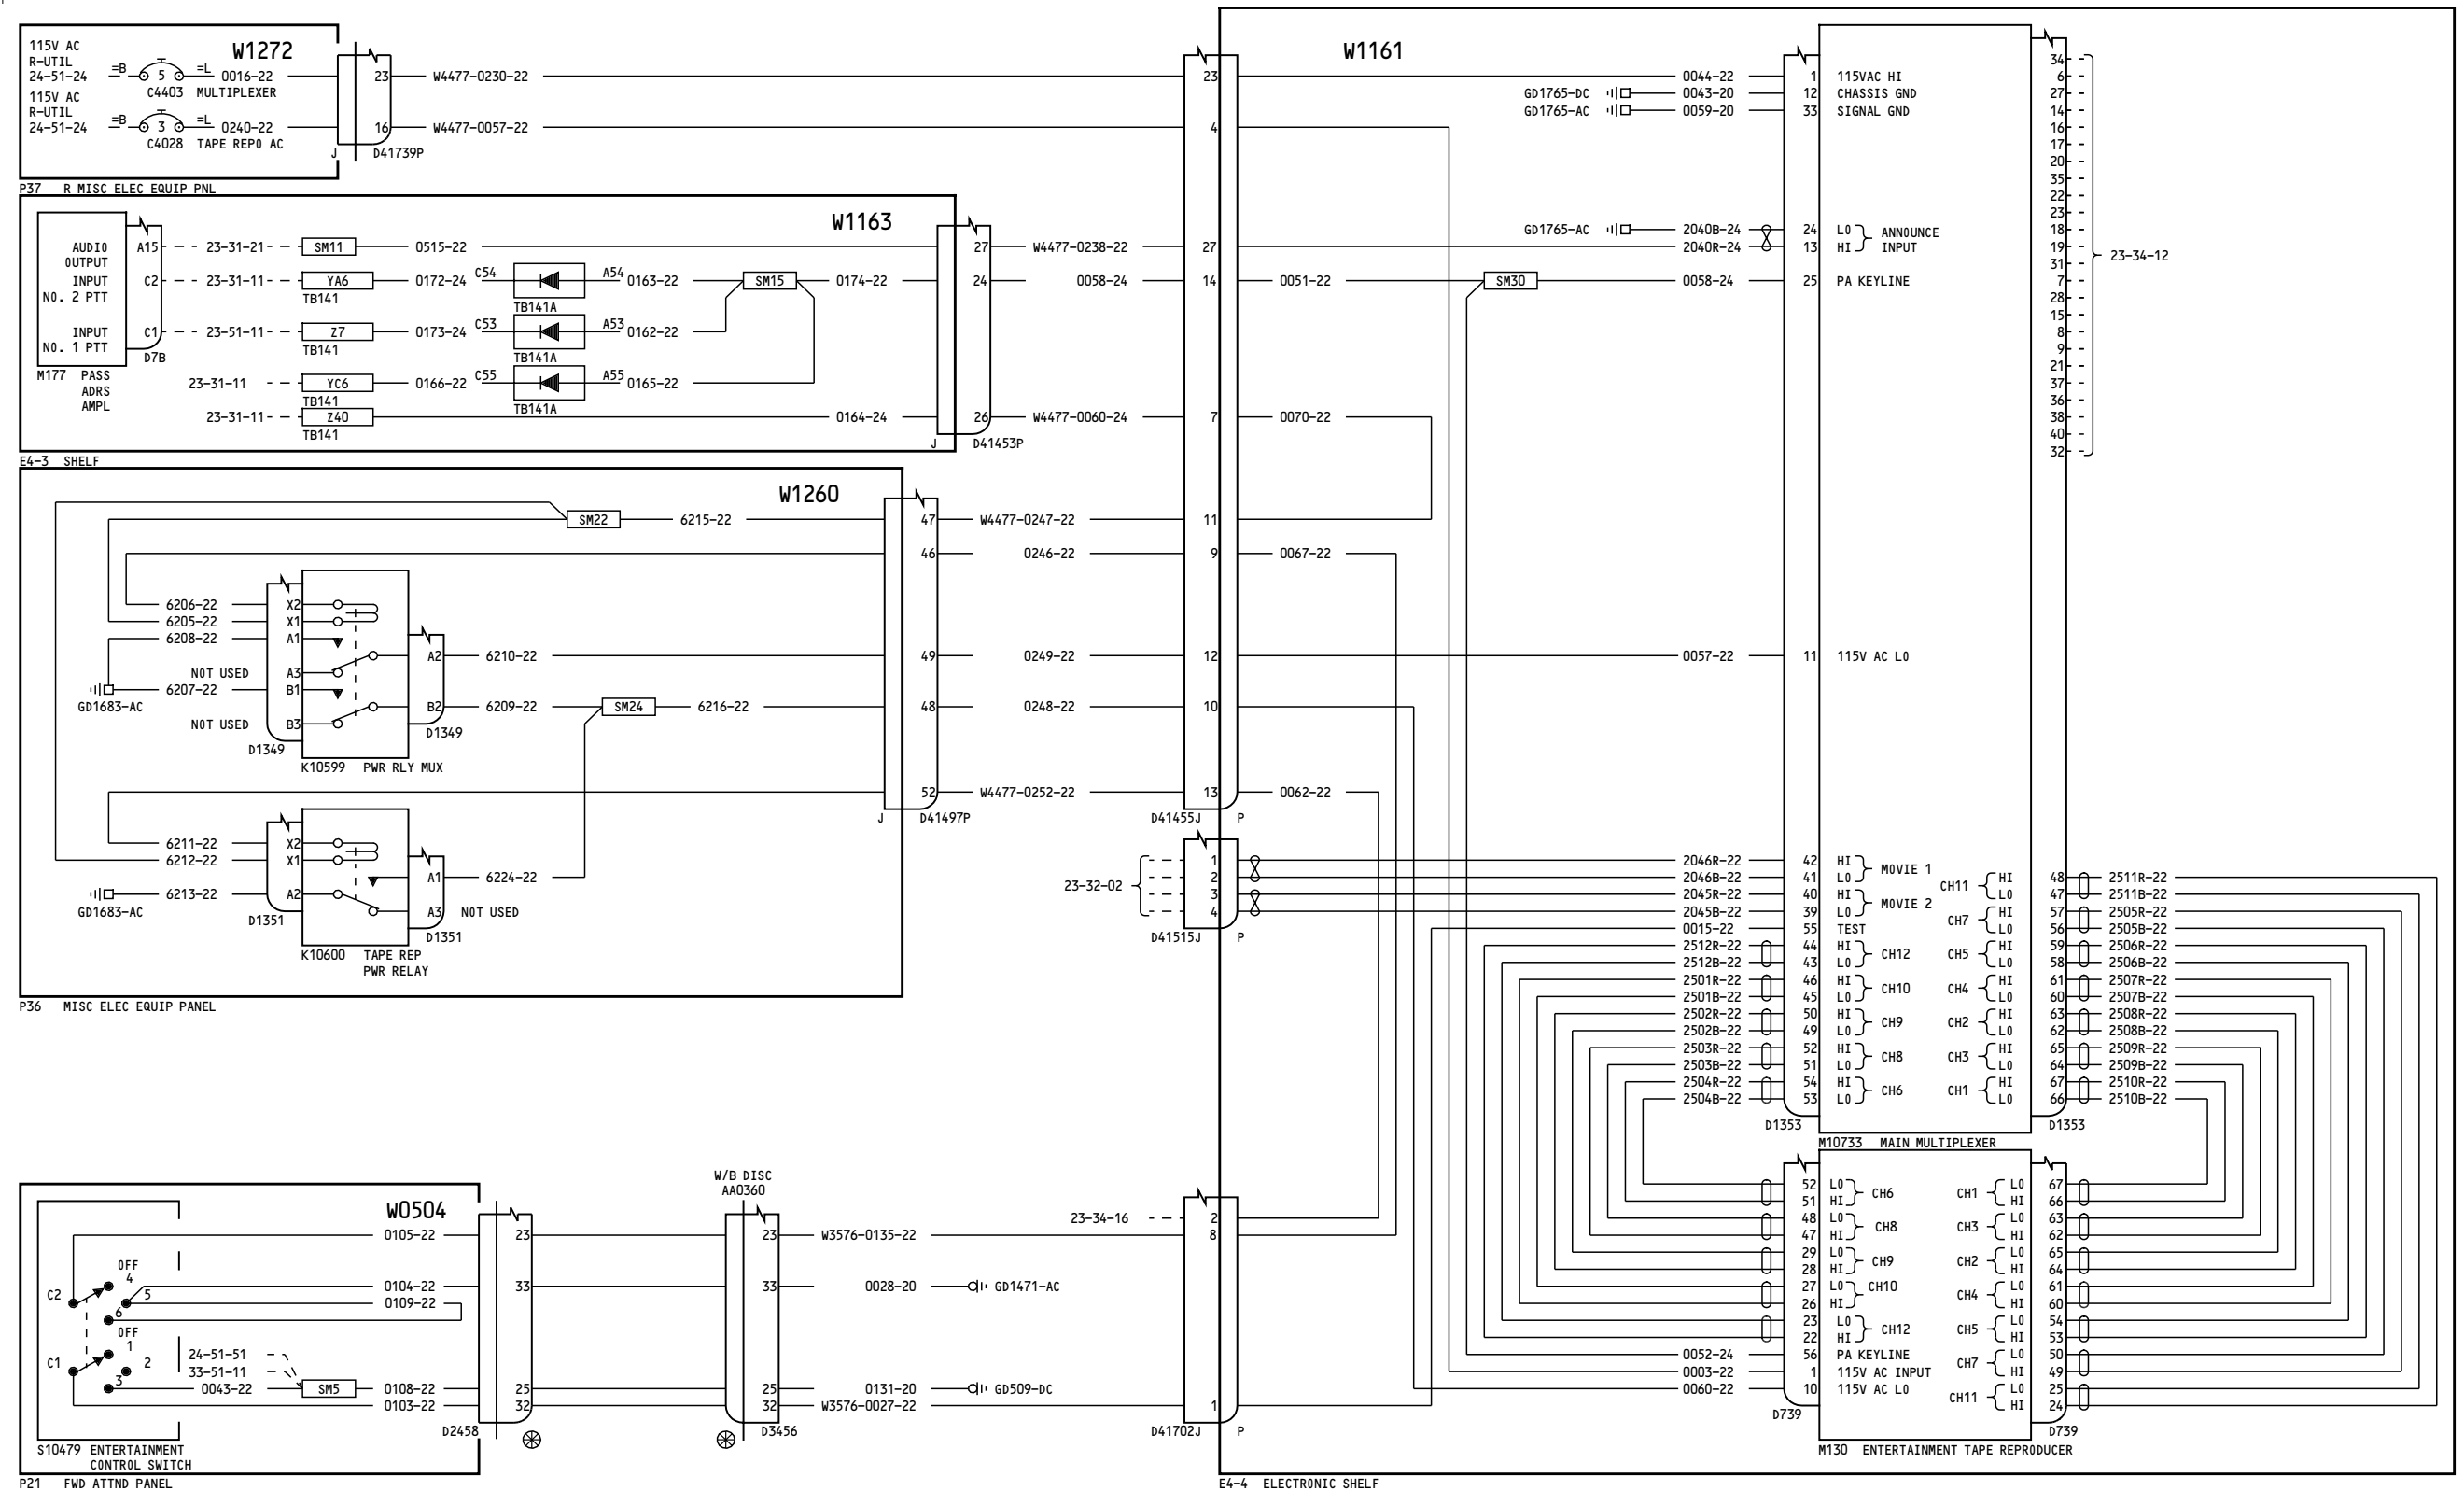 W1272
115V AC
R-UTIL
24-51-24 =B 5 =L 0016-22
C4403 MULTIPLEXER
115V AC
R-UTIL
24-51-24 =B 3 =L 0240-22
C4028 TAPE REPO AC
23 W4477-0230-22
16 W4477-0057-22
J D41739P
P37 R MISC ELEC EQUIP PNL
W1163
AUDIO OUTPUT A15 23-31-21 SM11 0515-22 27 W4477-0238-22
INPUT NO. 2 PTT C2 23-31-11 YA6 0172-24 C54 A54 0163-22 SM15 0174-22 24 0058-24
TB141 TB141A
INPUT NO. 1 PTT C1 23-51-11 Z7 0173-24 C53 A53 0162-22
D7B TB141 TB141A
M177 PASS
ADRS
AMPL
23-31-11 YC6 0166-22 C55 A55 0165-22
TB141 TB141A
23-31-11 Z40 0164-24 26 W4477-0060-24
TB141
J D41453P
E4-3 SHELF
W1260
SM22 6215-22 47 W4477-0247-22
46 0246-22
6206-22 X2
6205-22 X1
6208-22 A1
A2 6210-22 49 0249-22
NOT USED A3
6207-22 B1
GD1683-AC
B2 6209-22 SM24 6216-22 48 0248-22
NOT USED B3
D1349 D1349
K10599 PWR RLY MUX
52 W4477-0252-22
J D41497P
6211-22 X2
6212-22 X1
A1 6224-22
6213-22 A2
GD1683-AC
A3 NOT USED
D1351 D1351
K10600 TAPE REP
PWR RELAY
P36 MISC ELEC EQUIP PANEL
W0504
0105-22 23
OFF
4
C2 5 0104-22 33
0109-22
6
OFF
1
C1 2
3
24-51-51
33-51-11
0043-22 SM5 0108-22 25
0103-22 32
D2458
S10479 ENTERTAINMENT
CONTROL SWITCH
P21 FWD ATTND PANEL
W/B DISC
AA0360
23 W3576-0135-22
33 0028-20 GD1471-AC
25 0131-20 GD509-DC
32 W3576-0027-22
D3456
W1161
23 0044-22 1 115VAC HI
GD1765-DC 0043-20 12 CHASSIS GND
GD1765-AC 0059-20 33 SIGNAL GND
4
GD1765-AC 2040B-24 24 LO
27 2040R-24 13 HI
ANNOUNCE
INPUT
14 0051-22 SM30 0058-24 25 PA KEYLINE
7 0070-22
11
9 0067-22
12 0057-22 11 115V AC LO
10
13 0062-22
D41455J P
23-32-02
1 2046R-22 42 HI
2 2046B-22 41 LO
MOVIE 1
3 2045R-22 40 HI
4 2045B-22 39 LO
MOVIE 2
D41515J P
0015-22 55 TEST
2512R-22 44 HI
2512B-22 43 LO
CH12
2501R-22 46 HI
2501B-22 45 LO
CH10
2502R-22 50 HI
2502B-22 49 LO
CH9
2503R-22 52 HI
2503B-22 51 LO
CH8
2504R-22 54 HI
2504B-22 53 LO
CH6
D1353
34
6
27
14
16
17
20
35
22
23
18
19
31
7
28
15
8
9
21
37
36
38
40
32
23-34-12
CH11 HI 48 2511R-22
LO 47 2511B-22
CH7 HI 57 2505R-22
LO 56 2505B-22
CH5 HI 59 2506R-22
LO 58 2506B-22
CH4 HI 61 2507R-22
LO 60 2507B-22
CH2 HI 63 2508R-22
LO 62 2508B-22
CH3 HI 65 2509R-22
LO 64 2509B-22
CH1 HI 67 2510R-22
LO 66 2510B-22
D1353
M10733 MAIN MULTIPLEXER
23-34-16 2
8
1
D41702J P
52 LO
51 HI
CH6
48 LO
47 HI
CH8
29 LO
28 HI
CH9
27 LO
26 HI
CH10
23 LO
22 HI
CH12
0052-24 56 PA KEYLINE
0003-22 1 115V AC INPUT
0060-22 10 115V AC LO
D739
CH1 LO 67
HI 66
CH3 LO 63
HI 62
CH2 LO 65
HI 64
CH4 LO 61
HI 60
CH5 LO 54
HI 53
CH7 LO 50
HI 49
CH11 LO 25
HI 24
D739
M130 ENTERTAINMENT TAPE REPRODUCER
E4-4 ELECTRONIC SHELF